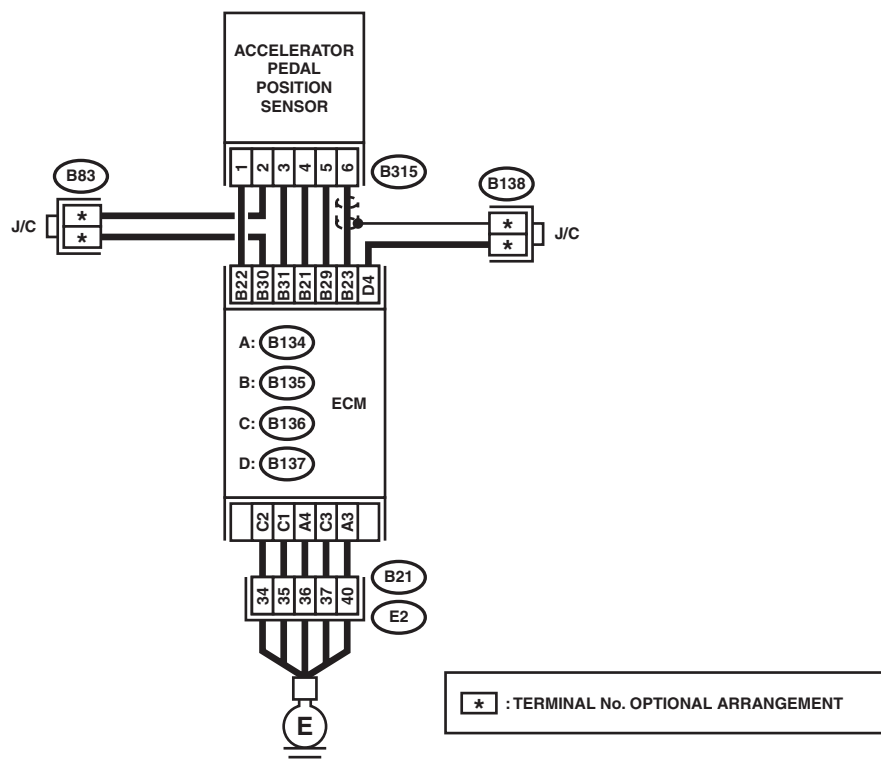 ACCELERATOR
PEDAL
POSITION
SENSOR
1 2 3 4 5 6
B315
B83
B138
J/C
*
*
*
*
J/C
B22 B30 B31 B21 B29 B23 D4
A: B134
B: B135
ECM
C: B136
D: B137
C2 C1 A4 C3 A3
34 35 36 37 40
B21
E2
E
* : TERMINAL No. OPTIONAL ARRANGEMENT